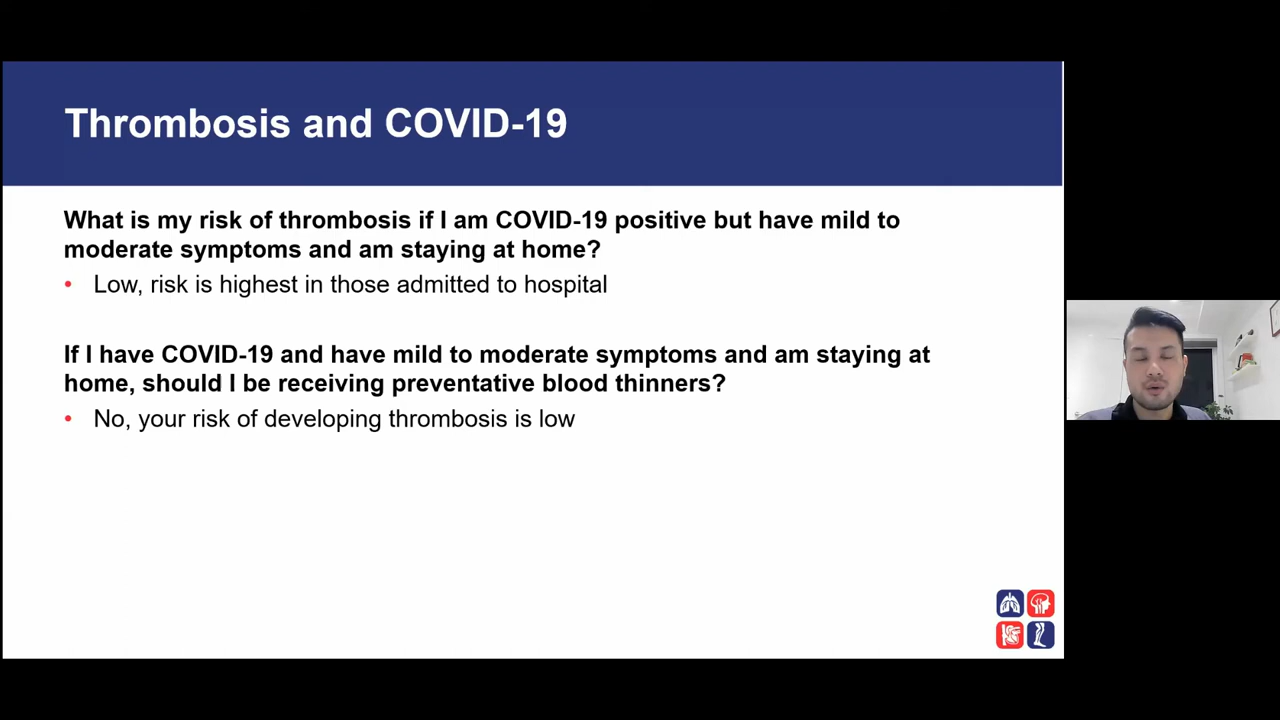 Thrombosis and COVID-19
What is my risk of thrombosis if I am COVID-19 positive but have mild to
moderate symptoms and am staying at home?
• Low, risk is highest in those admitted to hospital
If I have COVID-19 and have mild to moderate symptoms and am staying at
home, should I be receiving preventative blood thinners?
• No, your risk of developing thrombosis is low